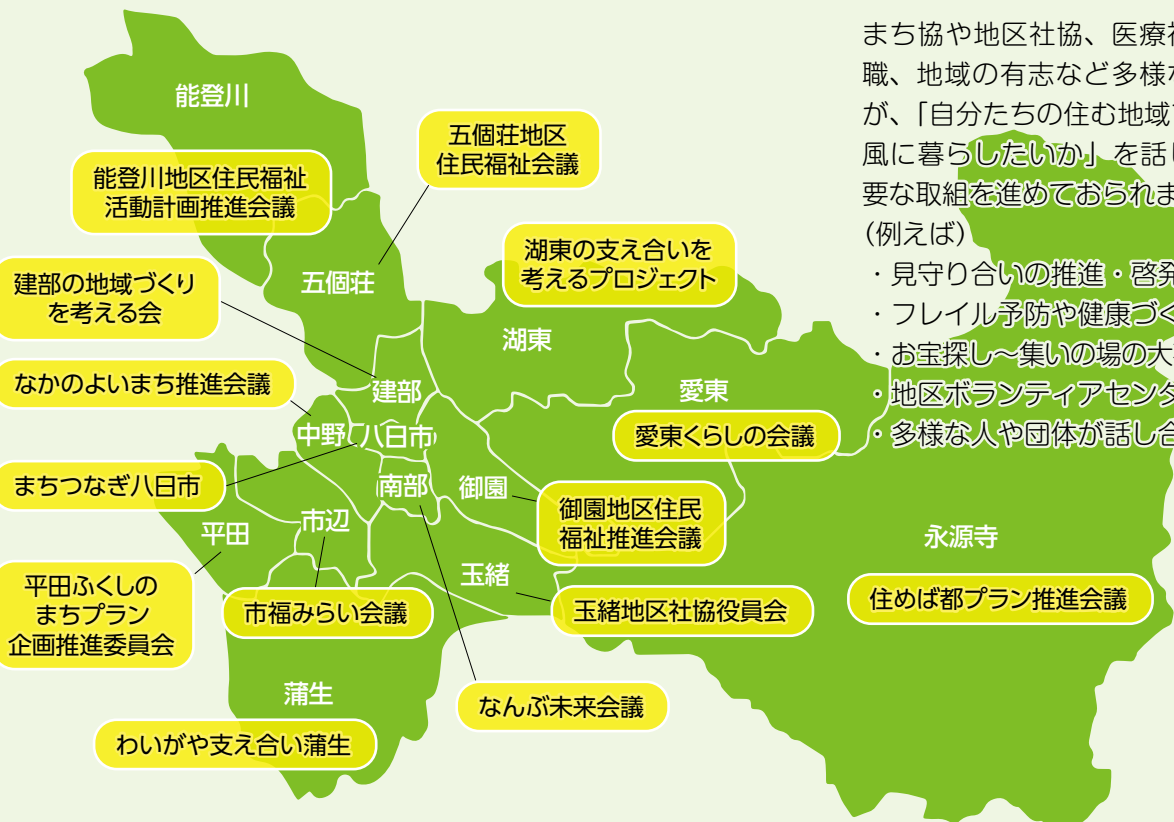 まち協や地区社協、医療
職、地域の有志など多様
が、「自分たちの住む地域
風に暮らしたいか」を話し
要な取組を進めておられま
（例えば）
・見守り合いの推進・啓発
・フレイル予防や健康づく
・お宝探し～集いの場の大
・地区ボランティアセンタ
・多様な人や団体が話し合
能登川
五個荘地区
住民福祉会議
能登川地区住民福祉
活動計画推進会議
五個荘
湖東の支え合いを
考えるプロジェクト
建部の地域づくり
を考える会
湖東
なかのよいまち推進会議
建部
愛東
中野
八日市
愛東くらしの会議
まちつなぎ八日市
南部
御園
御園地区住民
福祉推進会議
平田
市辺
永源寺
玉緒
平田ふくしの
まちプラン
企画推進委員会
市福みらい会議
玉緒地区社協役員会
住めば都プラン推進会議
蒲生
なんぶ未来会議
わいがや支え合い蒲生